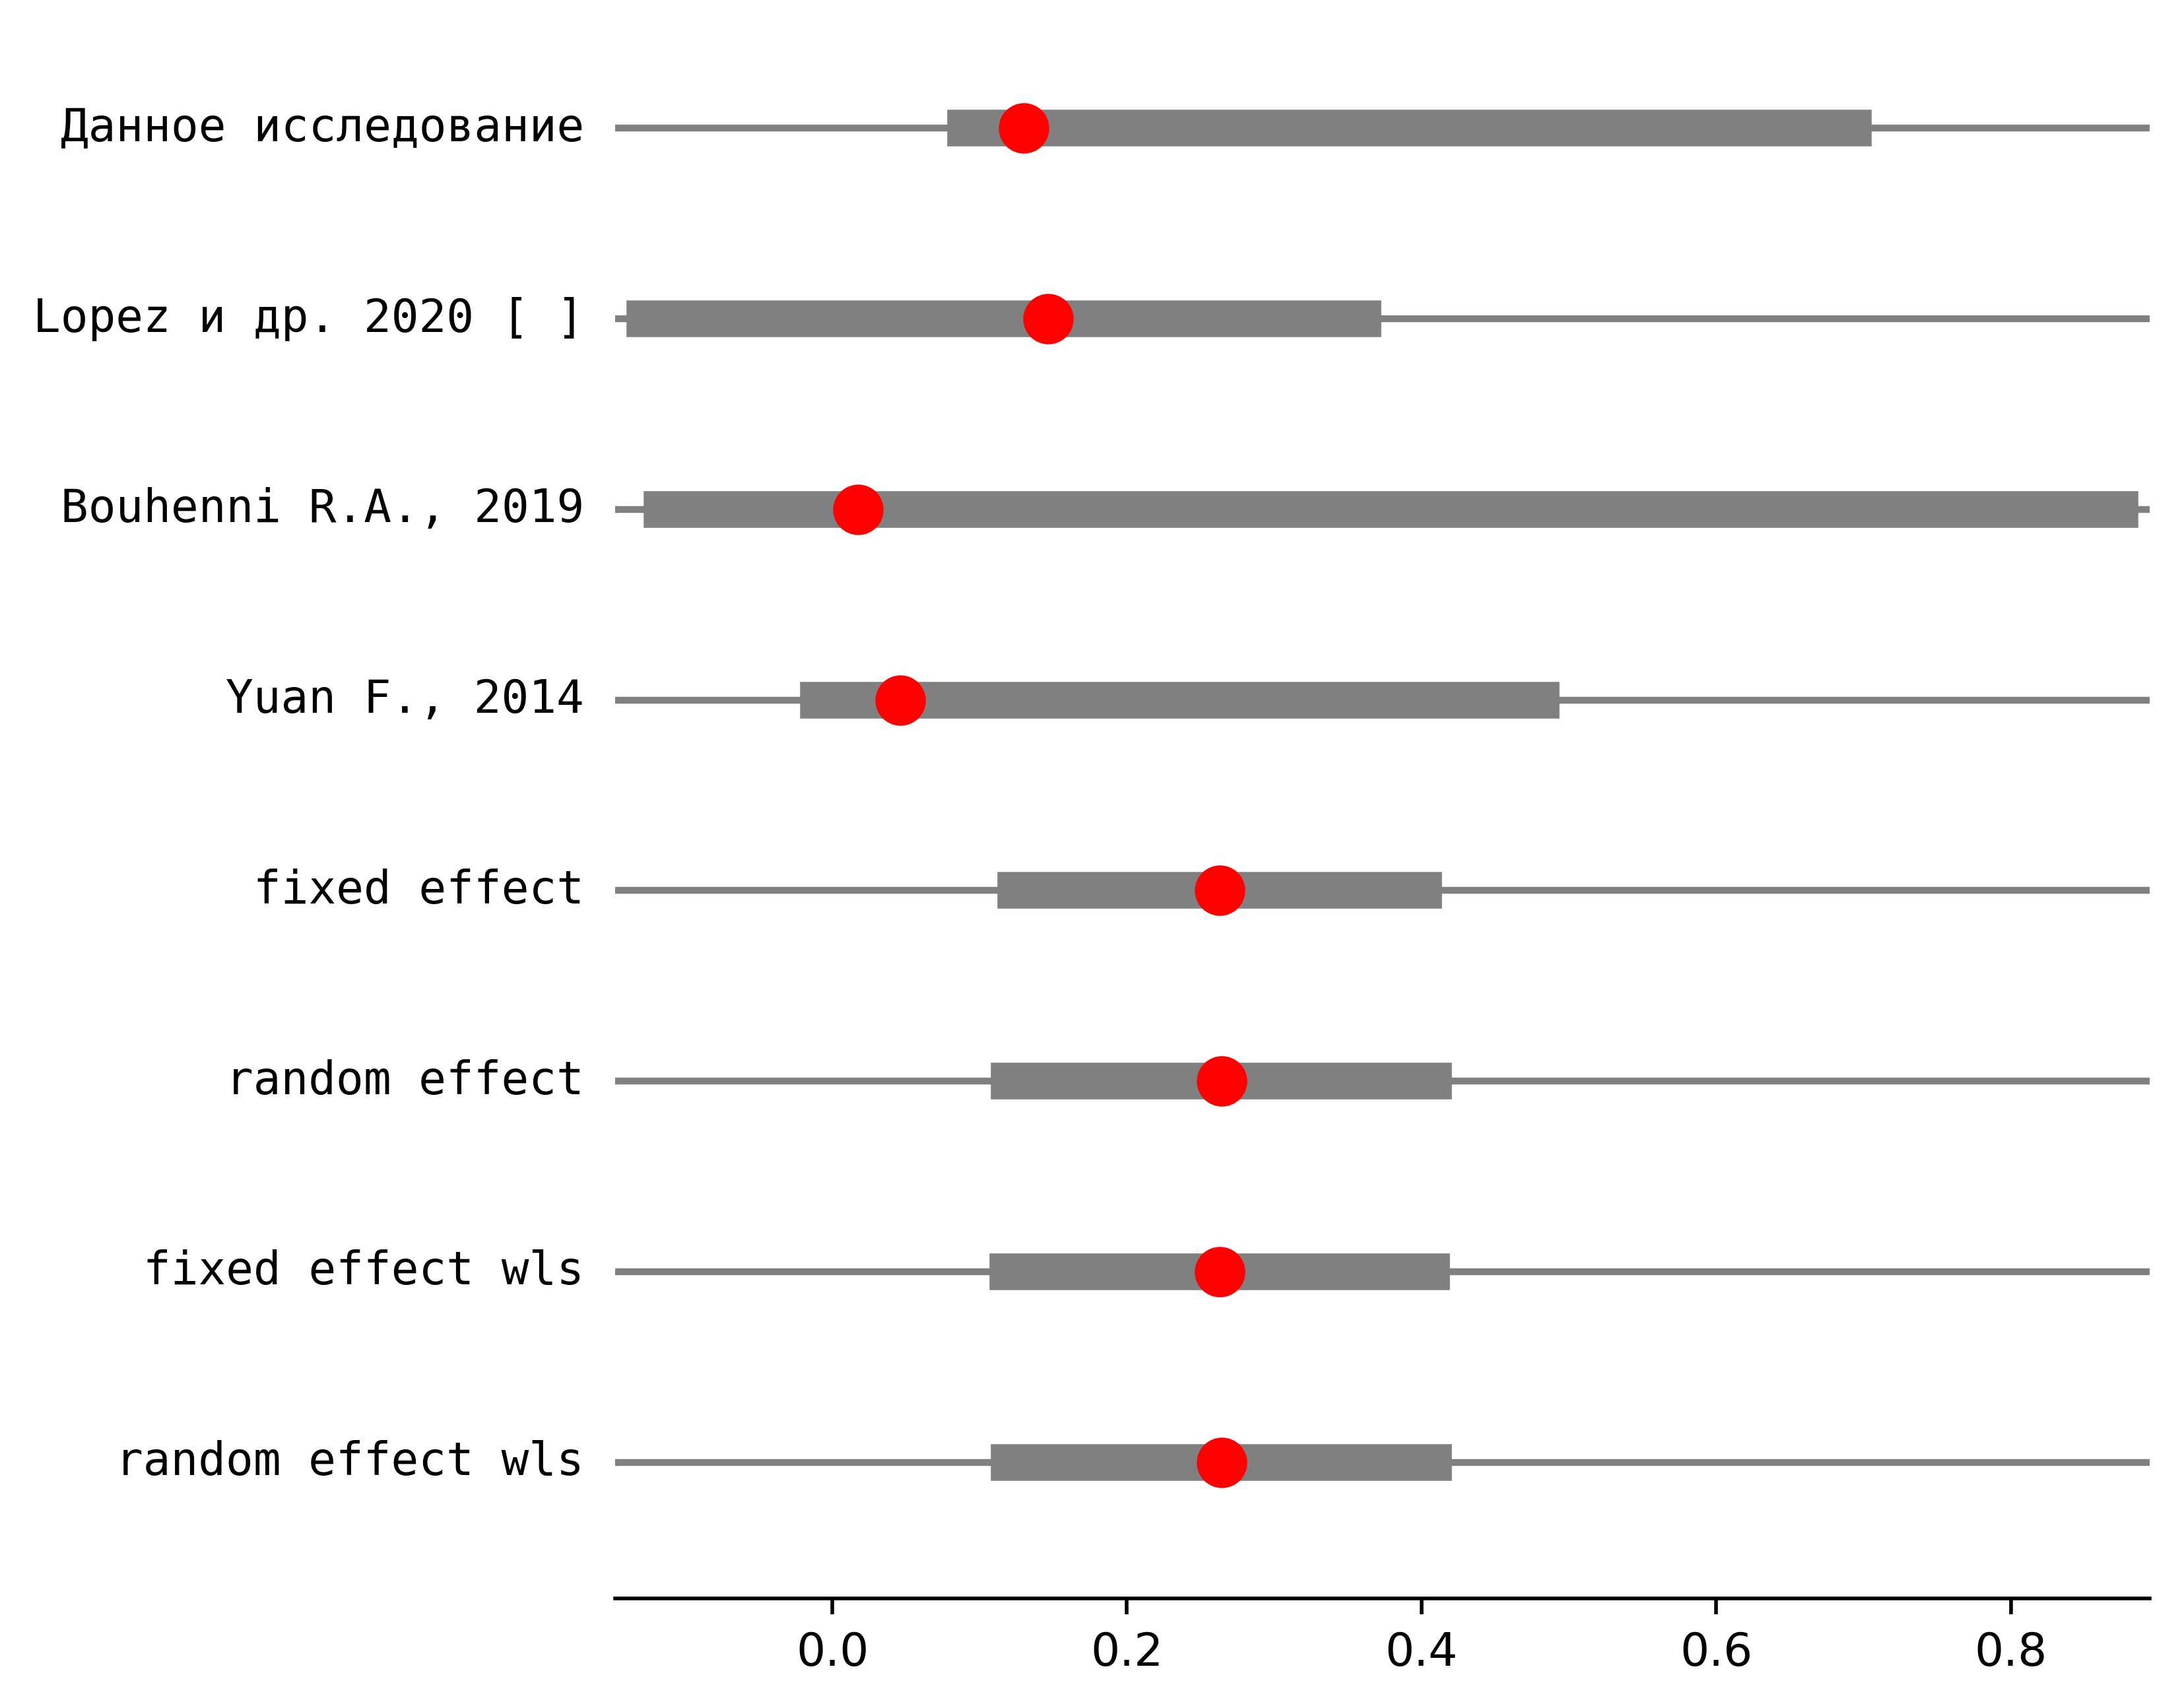 Данное исследование
Lopez и др. 2020 [ ]
Bouhenni R.A., 2019
Yuan F., 2014
fixed effect
random effect
fixed effect wls
random effect wls
0.0 0.2 0.4 0.6 0.8